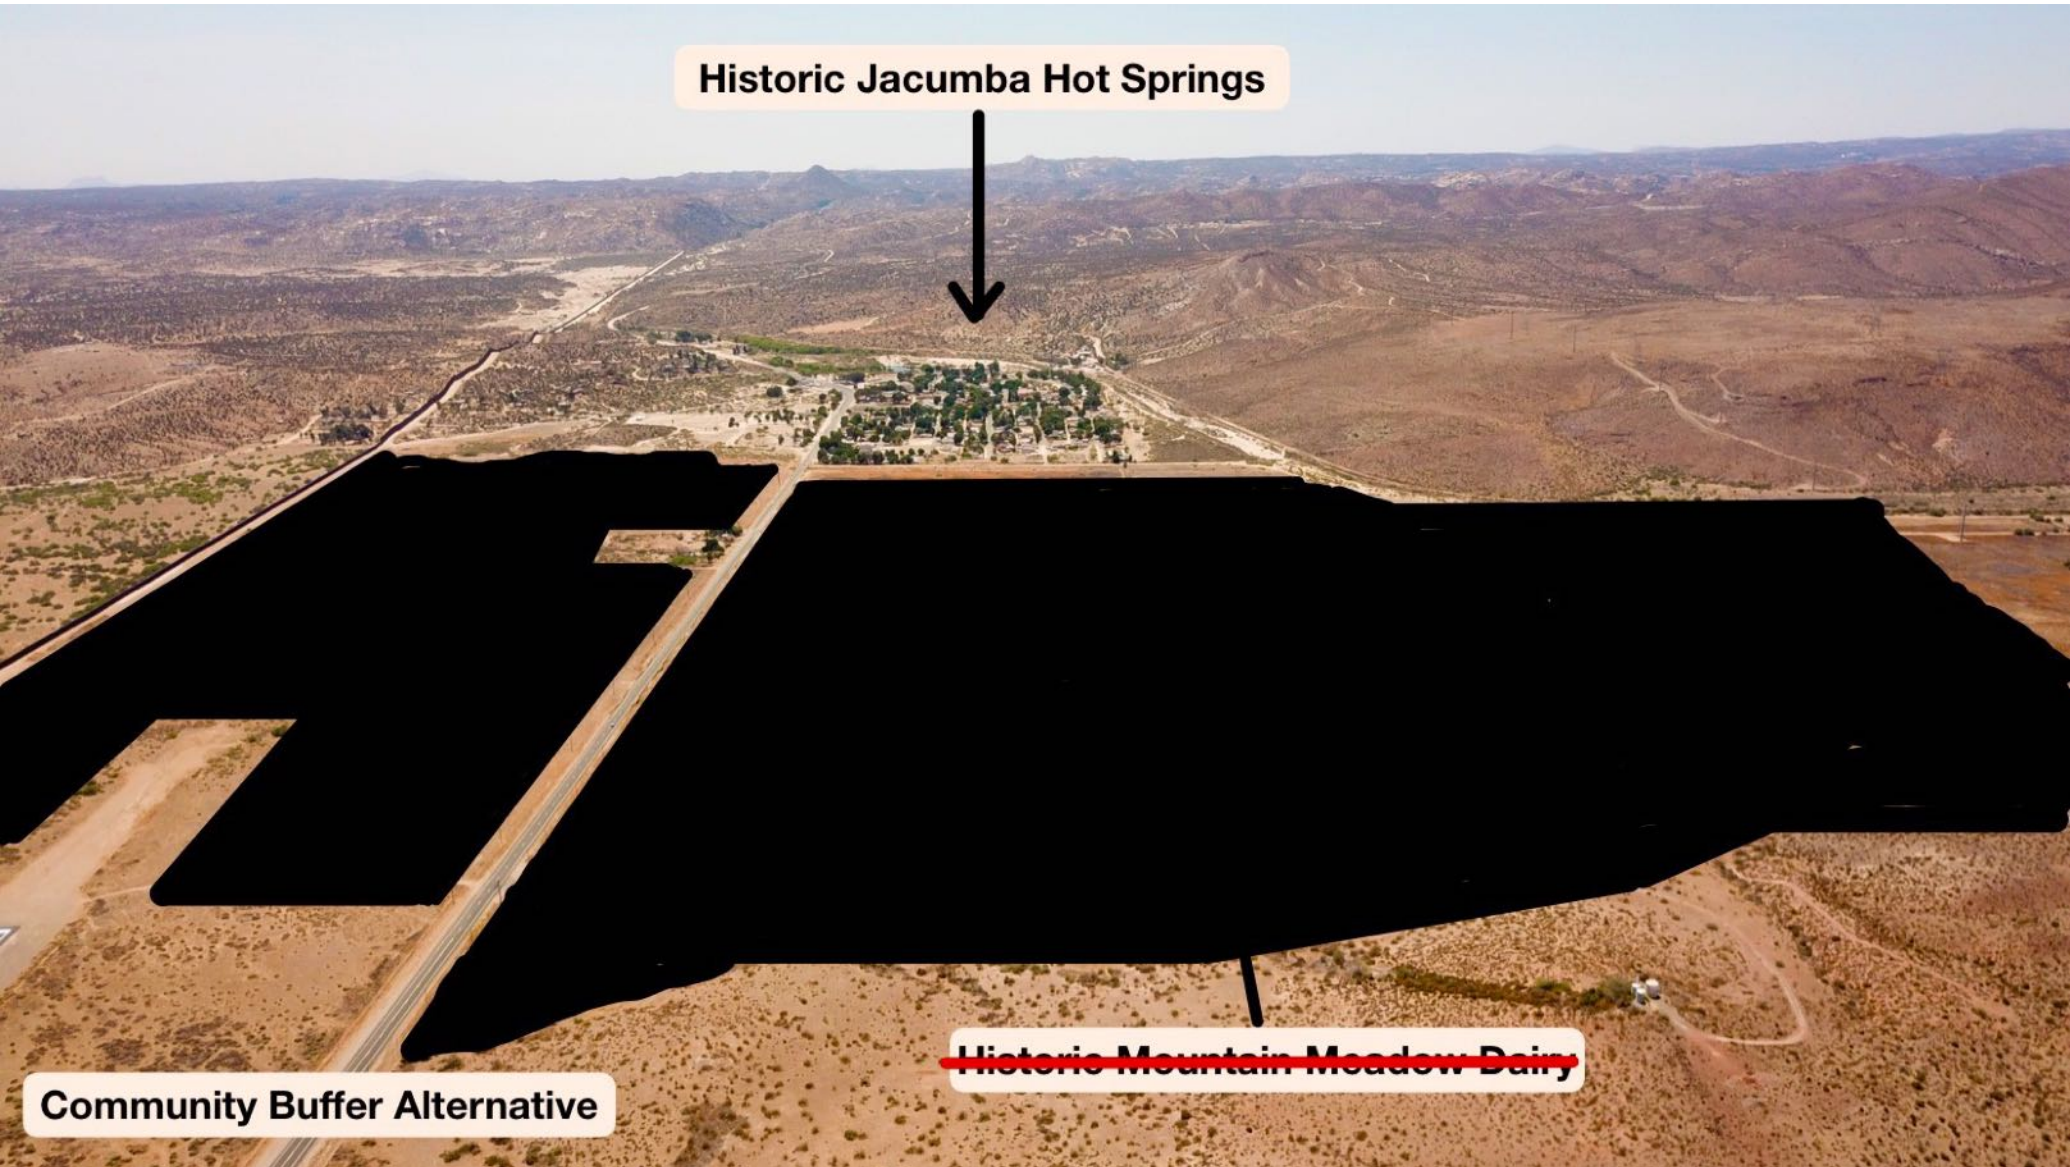 Historic Jacumba Hot Springs
Historic Mountain Meadow Dairy
Community Buffer Alternative